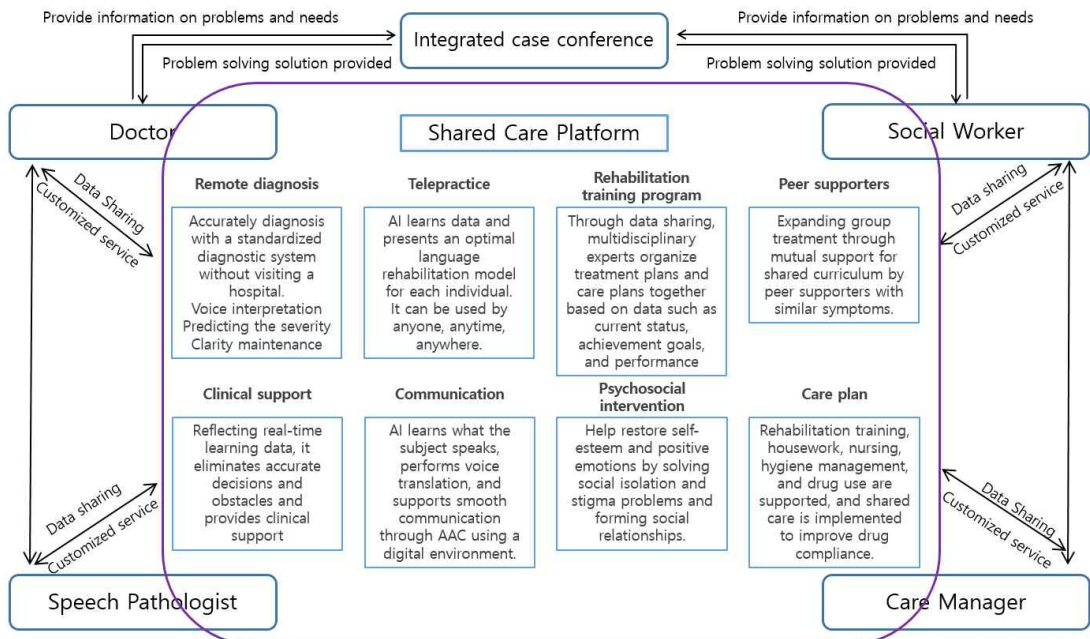 Provide information on problems and needs
Provide information on problems and needs
Integrated case conference
Problem solving solution provided
Problem solving solution provided
Doctor
Social Worker
Shared Care Platform
Data Sharing
Customized service
Data sharing
Customized service
Remote diagnosis
Accurately diagnosis
with a standardized
diagnostic system
without visiting a
hospital.
Voice interpretation
Predicting the severity
Clarity maintenance
Telepractice
AI learns data and
presents an optimal
language
rehabilitation model
for each individual.
It can be used by
anyone, anytime,
anywhere.
Rehabilitation
training program
Through data sharing,
multidisciplinary
experts organize
treatment plans and
care plans together
based on data such as
current status,
achievement goals,
and performance
Peer supporters
Expanding group
treatment through
mutual support for
shared curriculum by
peer supporters with
similar symptoms.
Clinical support
Reflecting real-time
learning data, it
eliminates accurate
decisions and
obstacles and
provides clinical
support
Communication
AI learns what the
subject speaks,
performs voice
translation, and
supports smooth
communication
through AAC using a
digital environment.
Psychosocial
intervention
Help restore self-
esteem and positive
emotions by solving
social isolation and
stigma problems and
forming social
relationships.
Care plan
Rehabilitation training,
housework, nursing,
hygiene management,
and drug use are
supported, and shared
care is implemented
to improve drug
compliance.
Data sharing
Customized service
Data Sharing
Customized service
Speech Pathologist
Care Manager